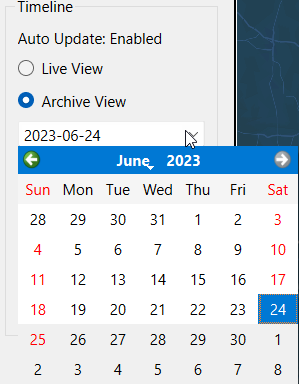 Timeline
Auto Update: Enabled
Live View
Archive View
2023-06-24
June 2023
Sun Mon Tue Wed Thu Fri Sat
28 29 30 31 1 2 3
4 5 6 7 8 9 10
11 12 13 14 15 16 17
18 19 20 21 22 23 24
25 26 27 28 29 30 1
2 3 4 5 6 7 8